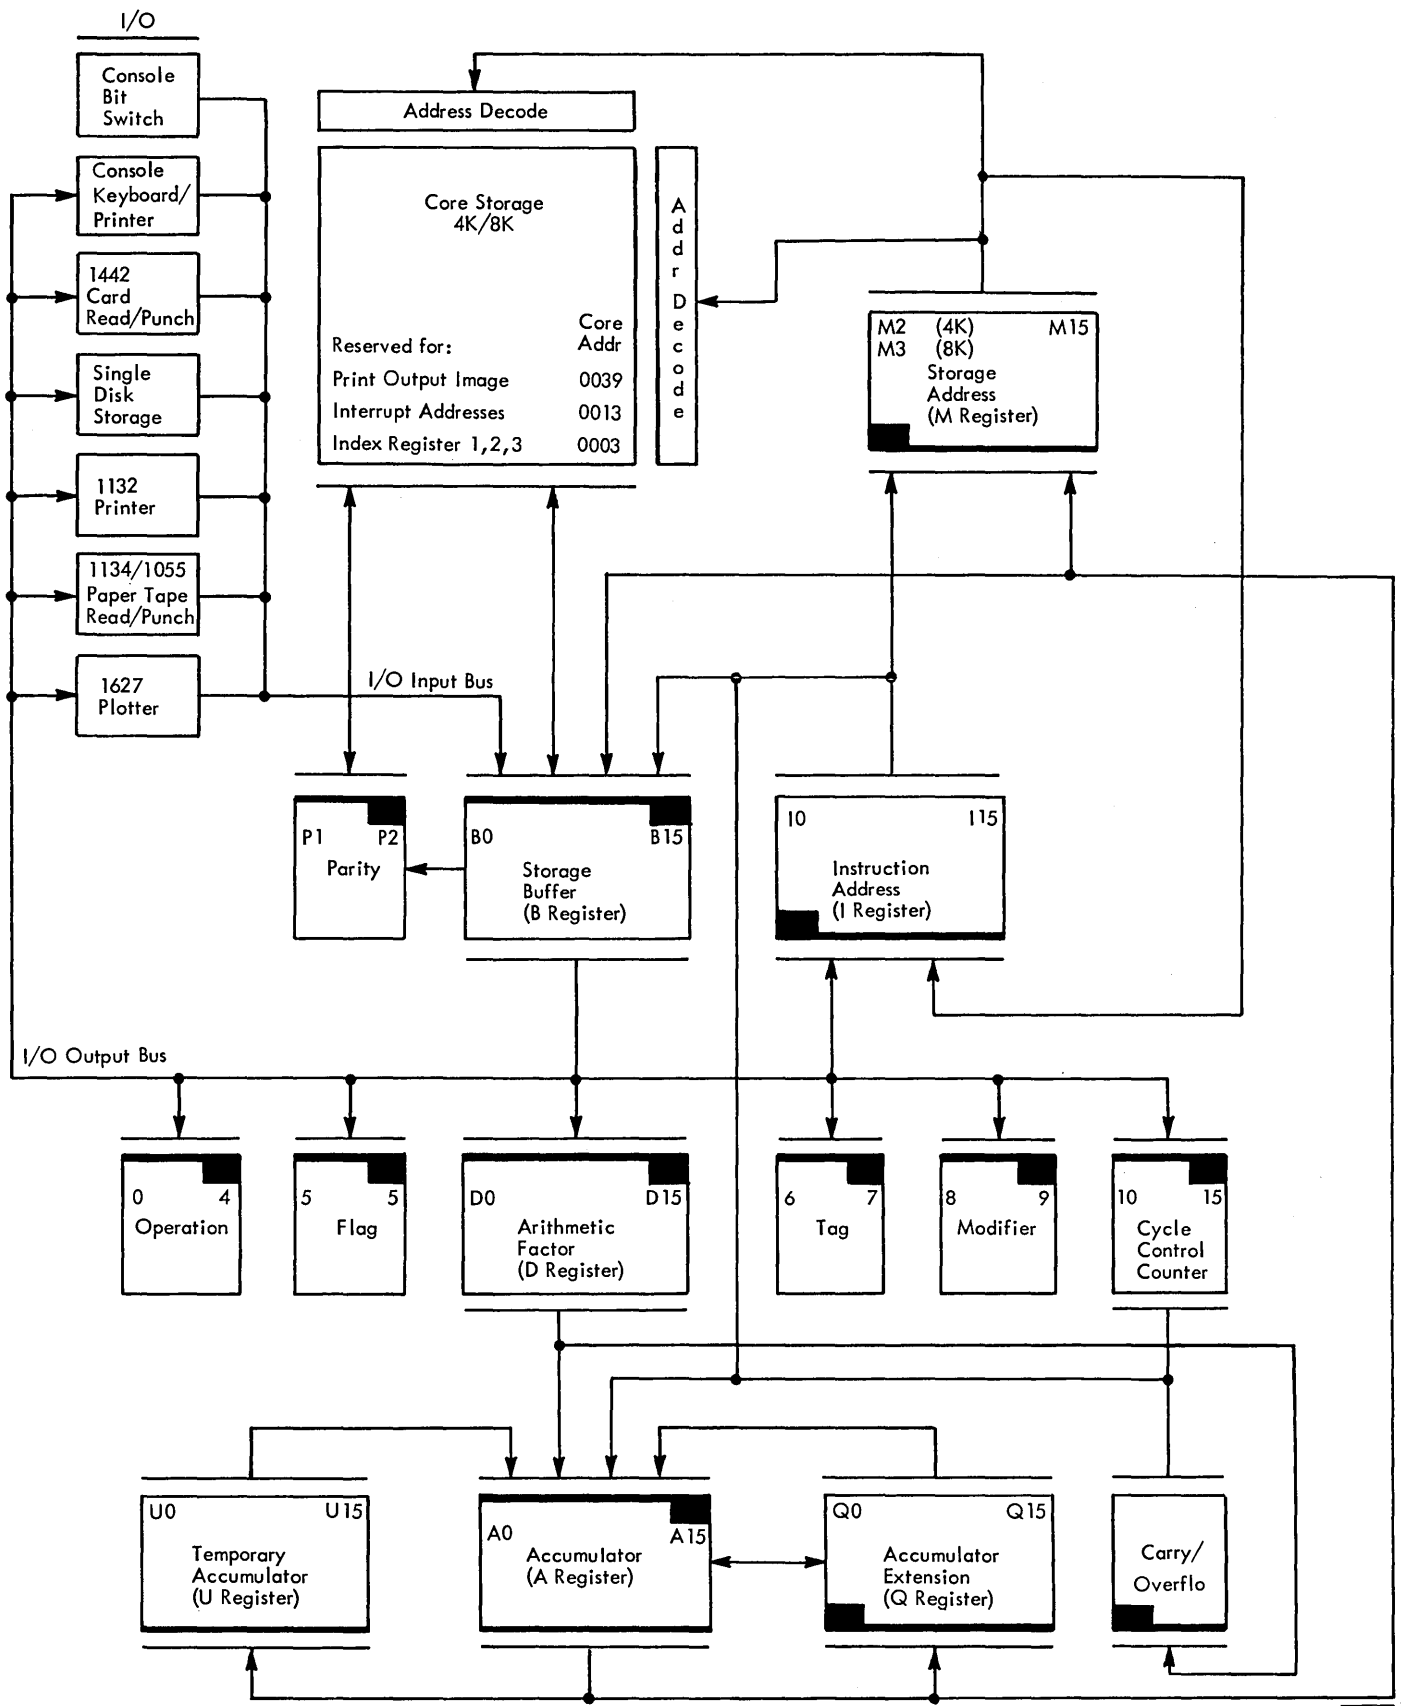 I/O
Console
Bit
Switch
Console
Keyboard/
Printer
1442
Card
Read/Punch
Single
Disk
Storage
1132
Printer
1134/1055
Paper Tape
Read/Punch
1627
Plotter
Address Decode
Core Storage
4K/8K
Core
Reserved for: Addr
Print Output Image 0039
Interrupt Addresses 0013
Index Register 1,2,3 0003
Addr Decode
M2 (4K) M15
M3 (8K)
Storage
Address
(M Register)
I/O Input Bus
P1 P2
Parity
B0 B15
Storage
Buffer
(B Register)
I0 I15
Instruction
Address
(I Register)
I/O Output Bus
0 4
Operation
5 5
Flag
D0 D15
Arithmetic
Factor
(D Register)
6 7
Tag
8 9
Modifier
10 15
Cycle
Control
Counter
U0 U15
Temporary
Accumulator
(U Register)
A0 A15
Accumulator
(A Register)
Q0 Q15
Accumulator
Extension
(Q Register)
Carry/
Overflo